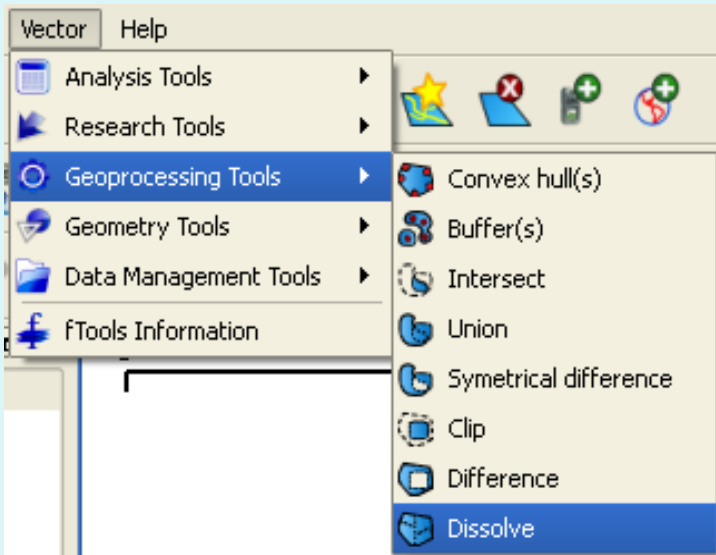 Vector Help
Analysis Tools
Research Tools
Geoprocessing Tools
Geometry Tools
Data Management Tools
fTools Information
Convex hull(s)
Buffer(s)
Intersect
Union
Symetrical difference
Clip
Difference
Dissolve